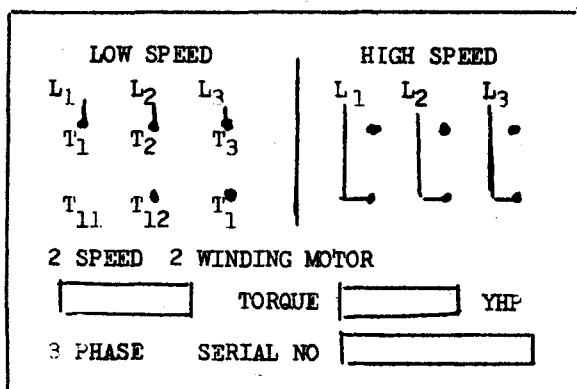 LOW SPEED HIGH SPEED
L1 L2 L3 L1 L2 L3
T1 T2 T3
T11 T12 T1
2 SPEED 2 WINDING MOTOR
TORQUE YHP
3 PHASE SERIAL NO